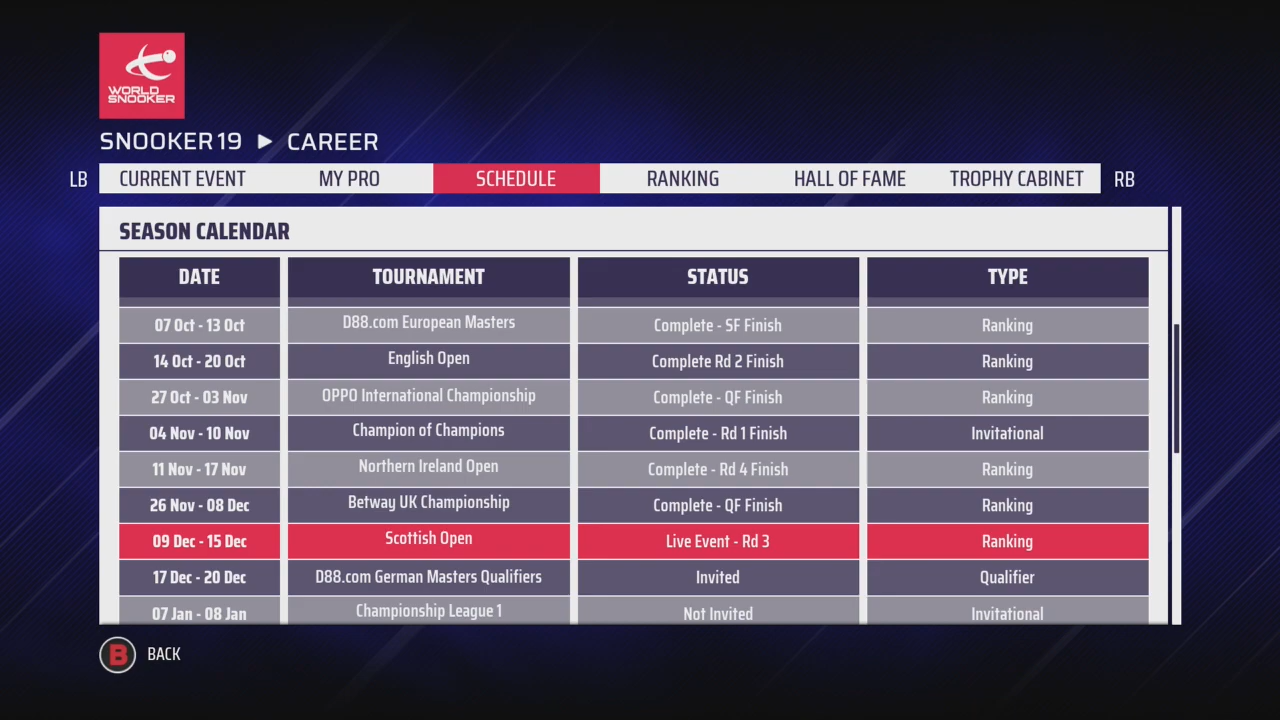 WORLD
SNOOKER
SNOOKER 19 ▶ CAREER
LB CURRENT EVENT MY PRO SCHEDULE RANKING HALL OF FAME TROPHY CABINET RB
SEASON CALENDAR
DATE TOURNAMENT STATUS TYPE
07 Oct - 13 Oct D88.com European Masters Complete - SF Finish Ranking
14 Oct - 20 Oct English Open Complete Rd 2 Finish Ranking
27 Oct - 03 Nov OPPO International Championship Complete - QF Finish Ranking
04 Nov - 10 Nov Champion of Champions Complete - Rd 1 Finish Invitational
11 Nov - 17 Nov Northern Ireland Open Complete - Rd 4 Finish Ranking
26 Nov - 08 Dec Betway UK Championship Complete - QF Finish Ranking
09 Dec - 15 Dec Scottish Open Live Event - Rd 3 Ranking
17 Dec - 20 Dec D88.com German Masters Qualifiers Invited Qualifier
07 Jan - 08 Jan Championship League 1 Not Invited Invitational
B BACK